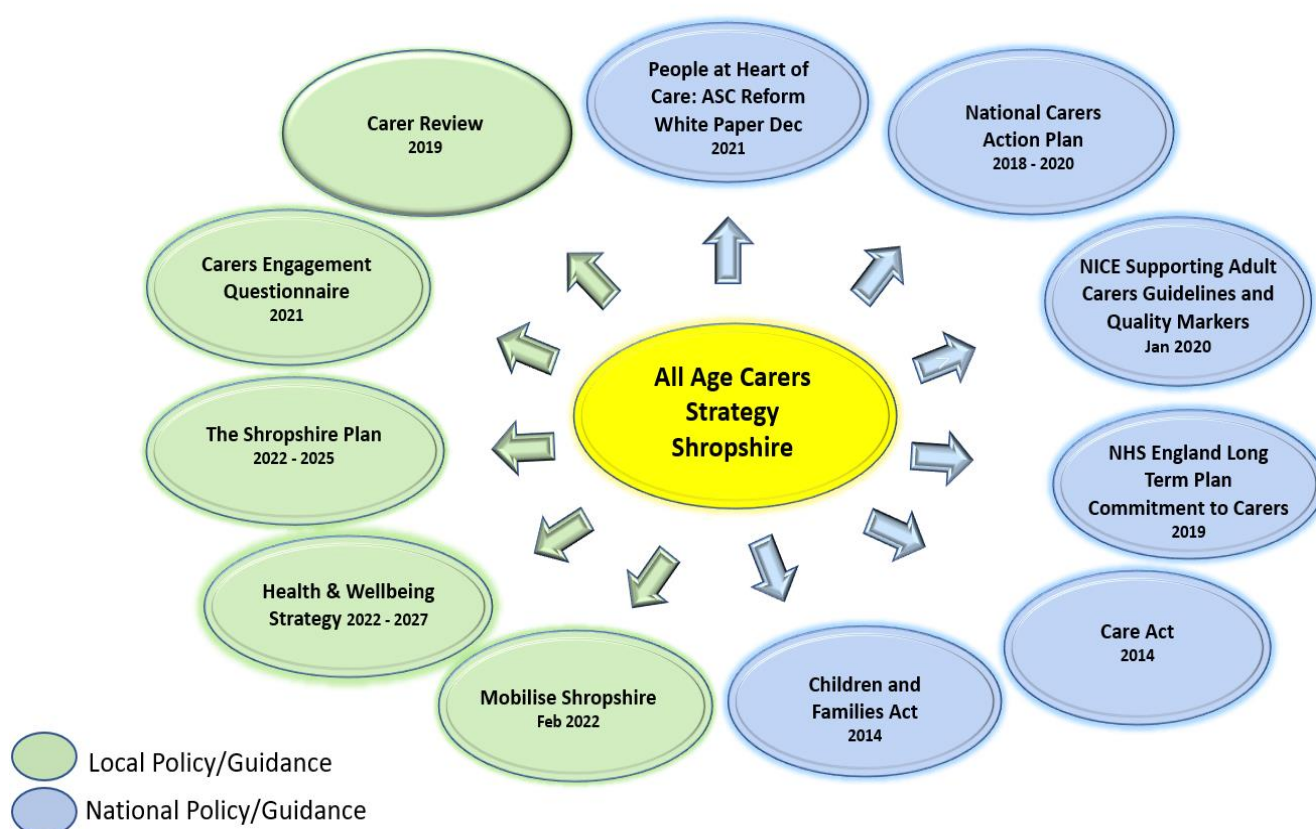 People at Heart of
Care: ASC Reform
White Paper Dec
2021
National Carers
Action Plan
2018 - 2020
NICE Supporting Adult
Carers Guidelines and
Quality Markers
Jan 2020
NHS England Long
Term Plan
Commitment to Carers
2019
Care Act
2014
Children and
Families Act
2014
Mobilise Shropshire
Feb 2022
Health & Wellbeing
Strategy 2022 - 2027
The Shropshire Plan
2022 - 2025
Carers Engagement
Questionnaire
2021
Carer Review
2019
All Age Carers
Strategy
Shropshire
Local Policy/Guidance
National Policy/Guidance